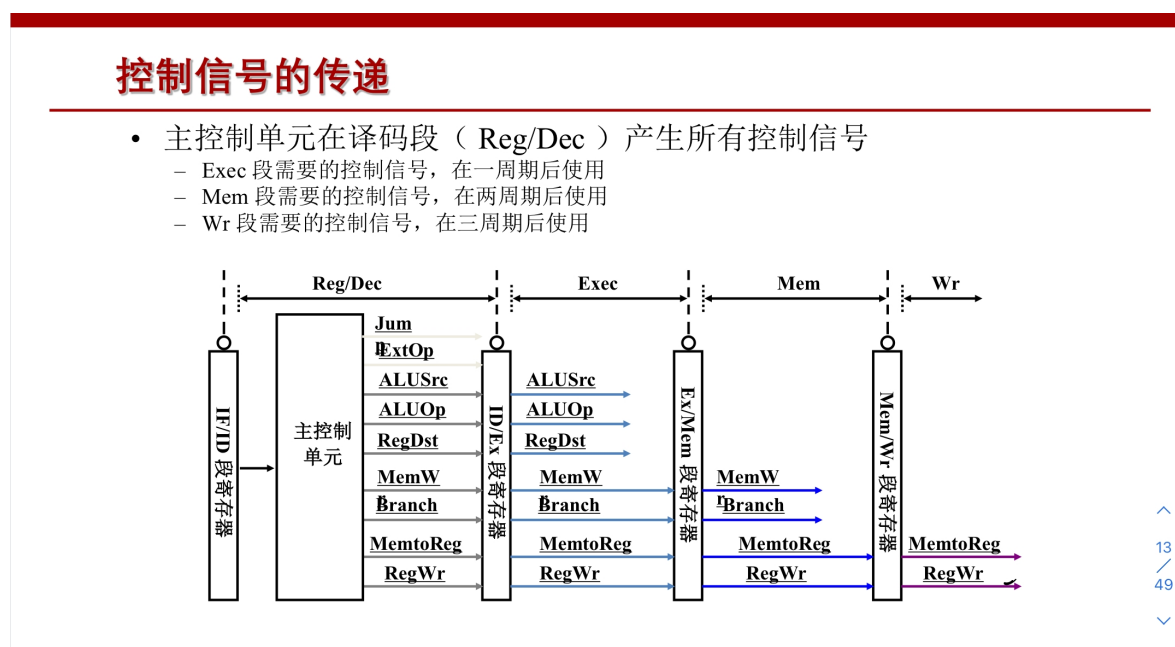 控制信号的传递
• 主控制单元在译码段（ Reg/Dec ）产生所有控制信号
– Exec 段需要的控制信号，在一周期后使用
– Mem 段需要的控制信号，在两周期后使用
– Wr 段需要的控制信号，在三周期后使用
Reg/Dec
Exec
Mem
Wr
IF/ID 段寄存器
主控制
单元
Jum
p
ExtOp
ALUSrc
ALUOp
RegDst
MemW
r
Branch
MemtoReg
RegWr
ID/Ex 段寄存器
ALUSrc
ALUOp
RegDst
MemW
r
Branch
MemtoReg
RegWr
Ex/Mem 段寄存器
MemW
r
Branch
MemtoReg
RegWr
Mem/Wr 段寄存器
MemtoReg
RegWr
13
/
49